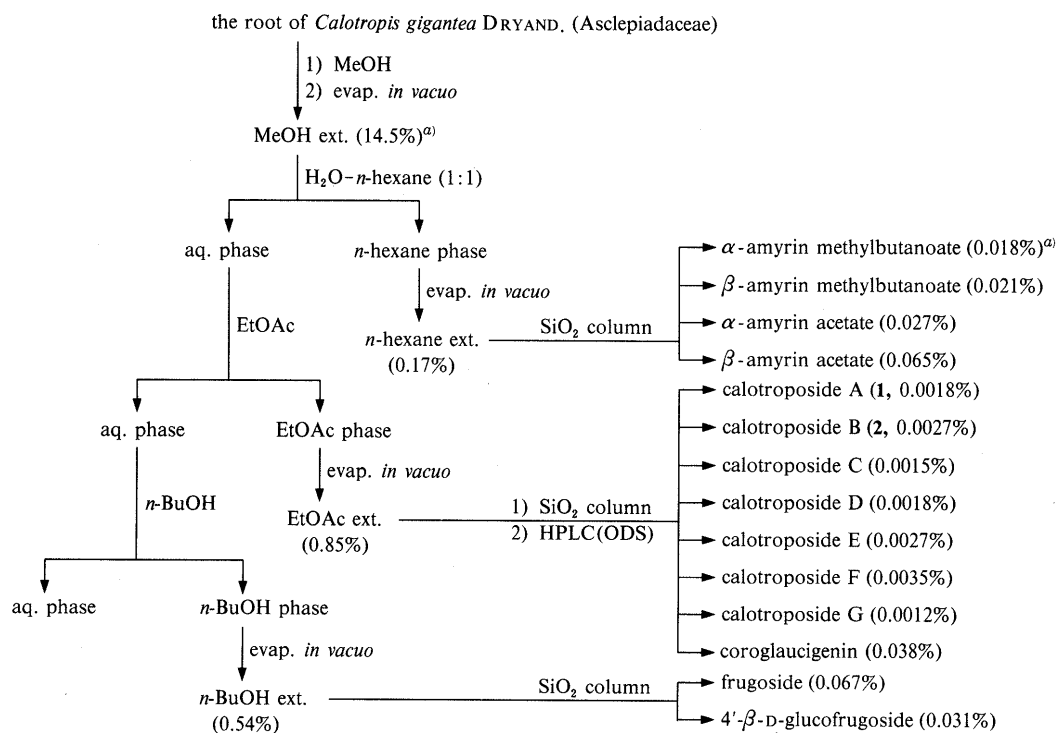 the root of Calotropis gigantea DRYAND. (Asclepiadaceae)
1) MeOH
2) evap. in vacuo
MeOH ext. (14.5%)a)
H2O–n-hexane (1:1)
aq. phase
n-hexane phase
evap. in vacuo
n-hexane ext.
(0.17%)
SiO2 column
α-amyrin methylbutanoate (0.018%)a)
β-amyrin methylbutanoate (0.021%)
α-amyrin acetate (0.027%)
β-amyrin acetate (0.065%)
EtOAc
aq. phase
EtOAc phase
evap. in vacuo
EtOAc ext.
(0.85%)
1) SiO2 column
2) HPLC(ODS)
calotroposide A (1, 0.0018%)
calotroposide B (2, 0.0027%)
calotroposide C (0.0015%)
calotroposide D (0.0018%)
calotroposide E (0.0027%)
calotroposide F (0.0035%)
calotroposide G (0.0012%)
coroglaucigenin (0.038%)
n-BuOH
aq. phase
n-BuOH phase
evap. in vacuo
n-BuOH ext.
(0.54%)
SiO2 column
frugoside (0.067%)
4′-β-D-glucofrugoside (0.031%)